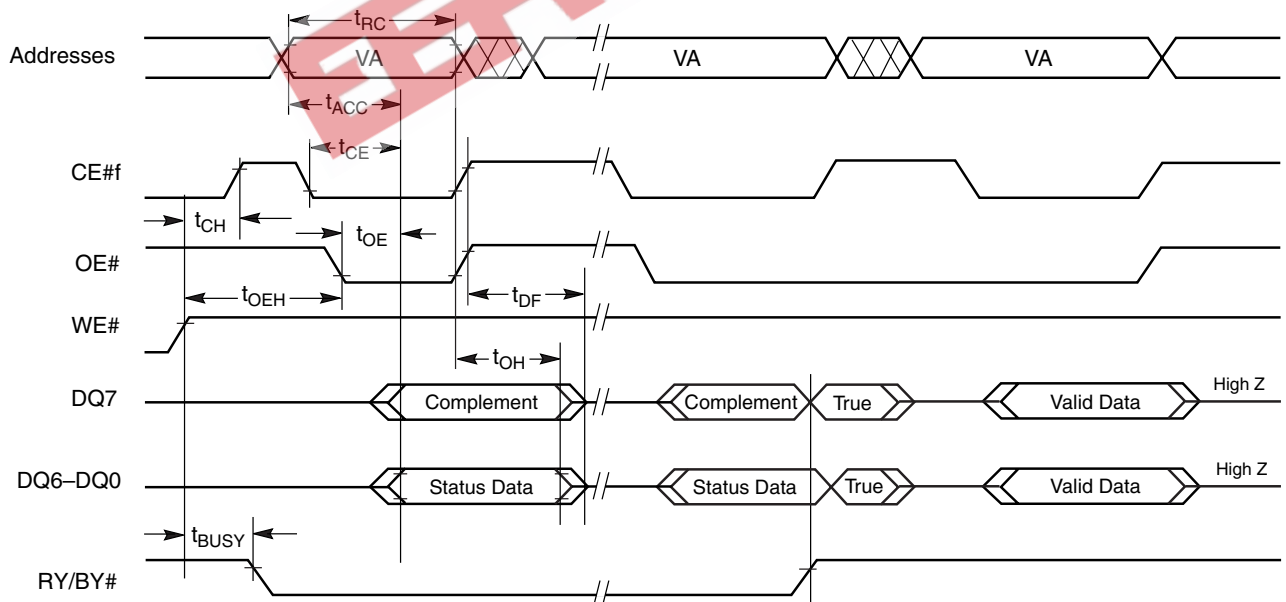 tRC
Addresses VA VA VA
tACC
tCE
CE#f
tCH
tOE
OE#
tOEH tDF
WE#
tOH
DQ7 Complement Complement True Valid Data High Z
DQ6–DQ0 Status Data Status Data True Valid Data High Z
tBUSY
RY/BY#